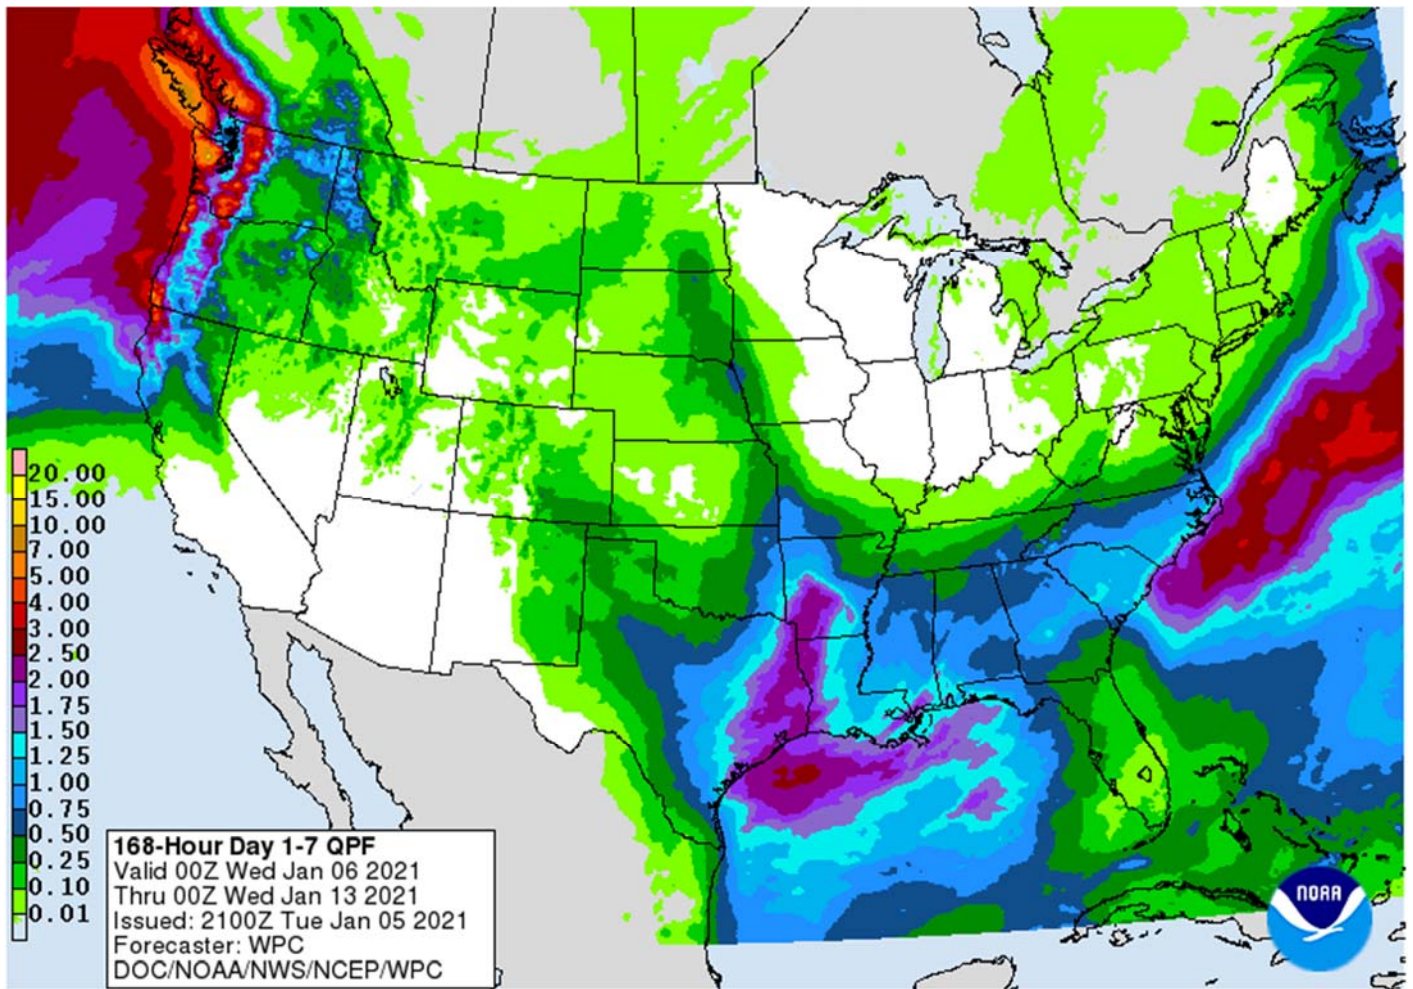 20.00
15.00
10.00
7.00
5.00
4.00
3.00
2.50
2.00
1.75
1.50
1.25
1.00
0.75
0.50
0.25
0.10
0.01
168-Hour Day 1-7 QPF
Valid 00Z Wed Jan 06 2021
Thru 00Z Wed Jan 13 2021
Issued: 2100Z Tue Jan 05 2021
Forecaster: WPC
DOC/NOAA/NWS/NCEP/WPC
NOAA